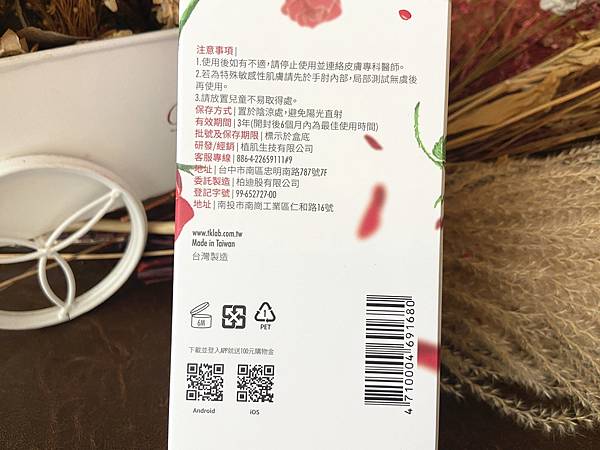 注意事項 |
1.使用後如有不適,請停止使用並連絡皮膚專科醫師。
2.若為特殊敏感性肌膚請先於手肘內部,局部測試無虞後
再使用。
3.請放置兒童不易取得處。
保存方式 | 置於陰涼處,避免陽光直射
有效期間 | 3年(開封後6個月內為最佳使用時間)
批號及保存期限 | 標示於盒底
研發/經銷 | 植肌生技有限公司
客服專線 | 886-4-22659111#9
地址 | 台中市南區忠明南路787號7F
委託製造 | 柏迪股有限公司
登記字號 | 99-652727-00
地址 | 南投市南崗工業區仁和路16號
www.tklab.com.tw
Made in Taiwan
台灣製造
6M
1
PET
下載並登入APP就送100元購物金
Android
iOS
4 710004 691680